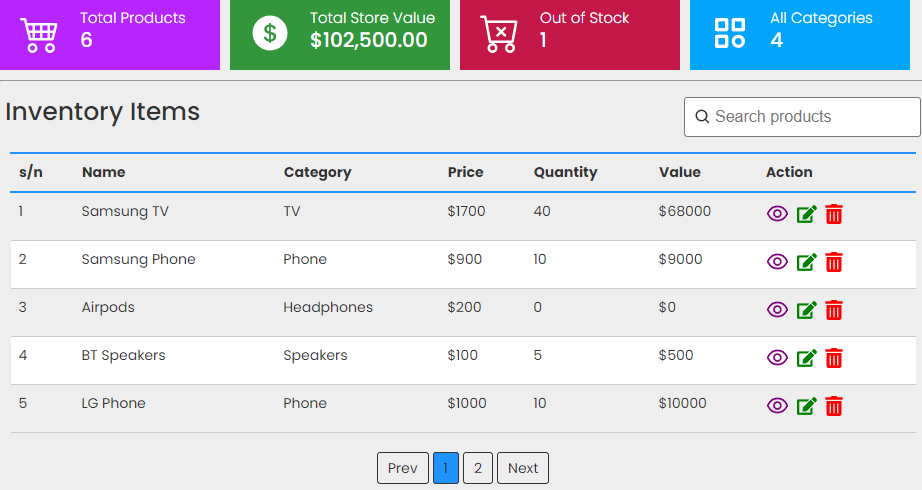 Total Products
6
Total Store Value
$102,500.00
Out of Stock
1
All Categories
4
Inventory Items
Search products
s/n Name Category Price Quantity Value Action
1 Samsung TV TV $1700 40 $68000
2 Samsung Phone Phone $900 10 $9000
3 Airpods Headphones $200 0 $0
4 BT Speakers Speakers $100 5 $500
5 LG Phone Phone $1000 10 $10000
Prev 1 2 Next